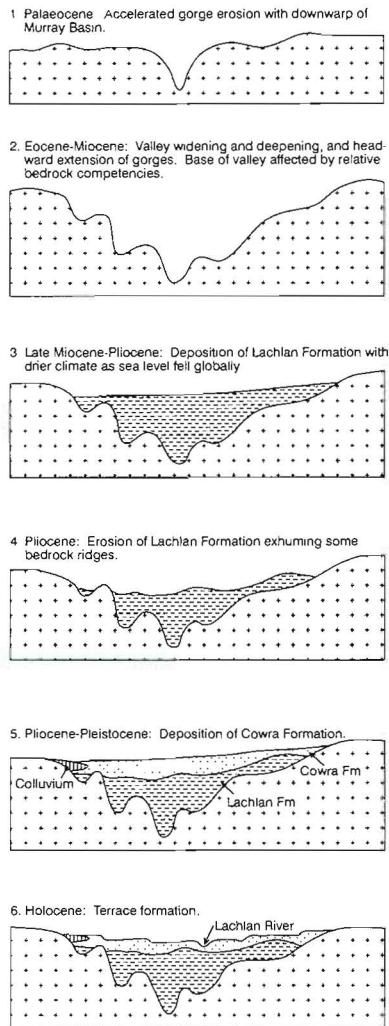 1 Palaeocene Accelerated gorge erosion with downwarp of
Murray Basin.
2. Eocene-Miocene: Valley widening and deepening, and head-
ward extension of gorges. Base of valley affected by relative
bedrock competencies.
3 Late Miocene-Pliocene: Deposition of Lachlan Formation with
drier climate as sea level fell globally
4 Pliocene: Erosion of Lachlan Formation exhuming some
bedrock ridges.
5. Pliocene-Pleistocene: Deposition of Cowra Formation.
Colluvium
Cowra Fm
Lachlan Fm
6. Holocene: Terrace formation.
Lachlan River